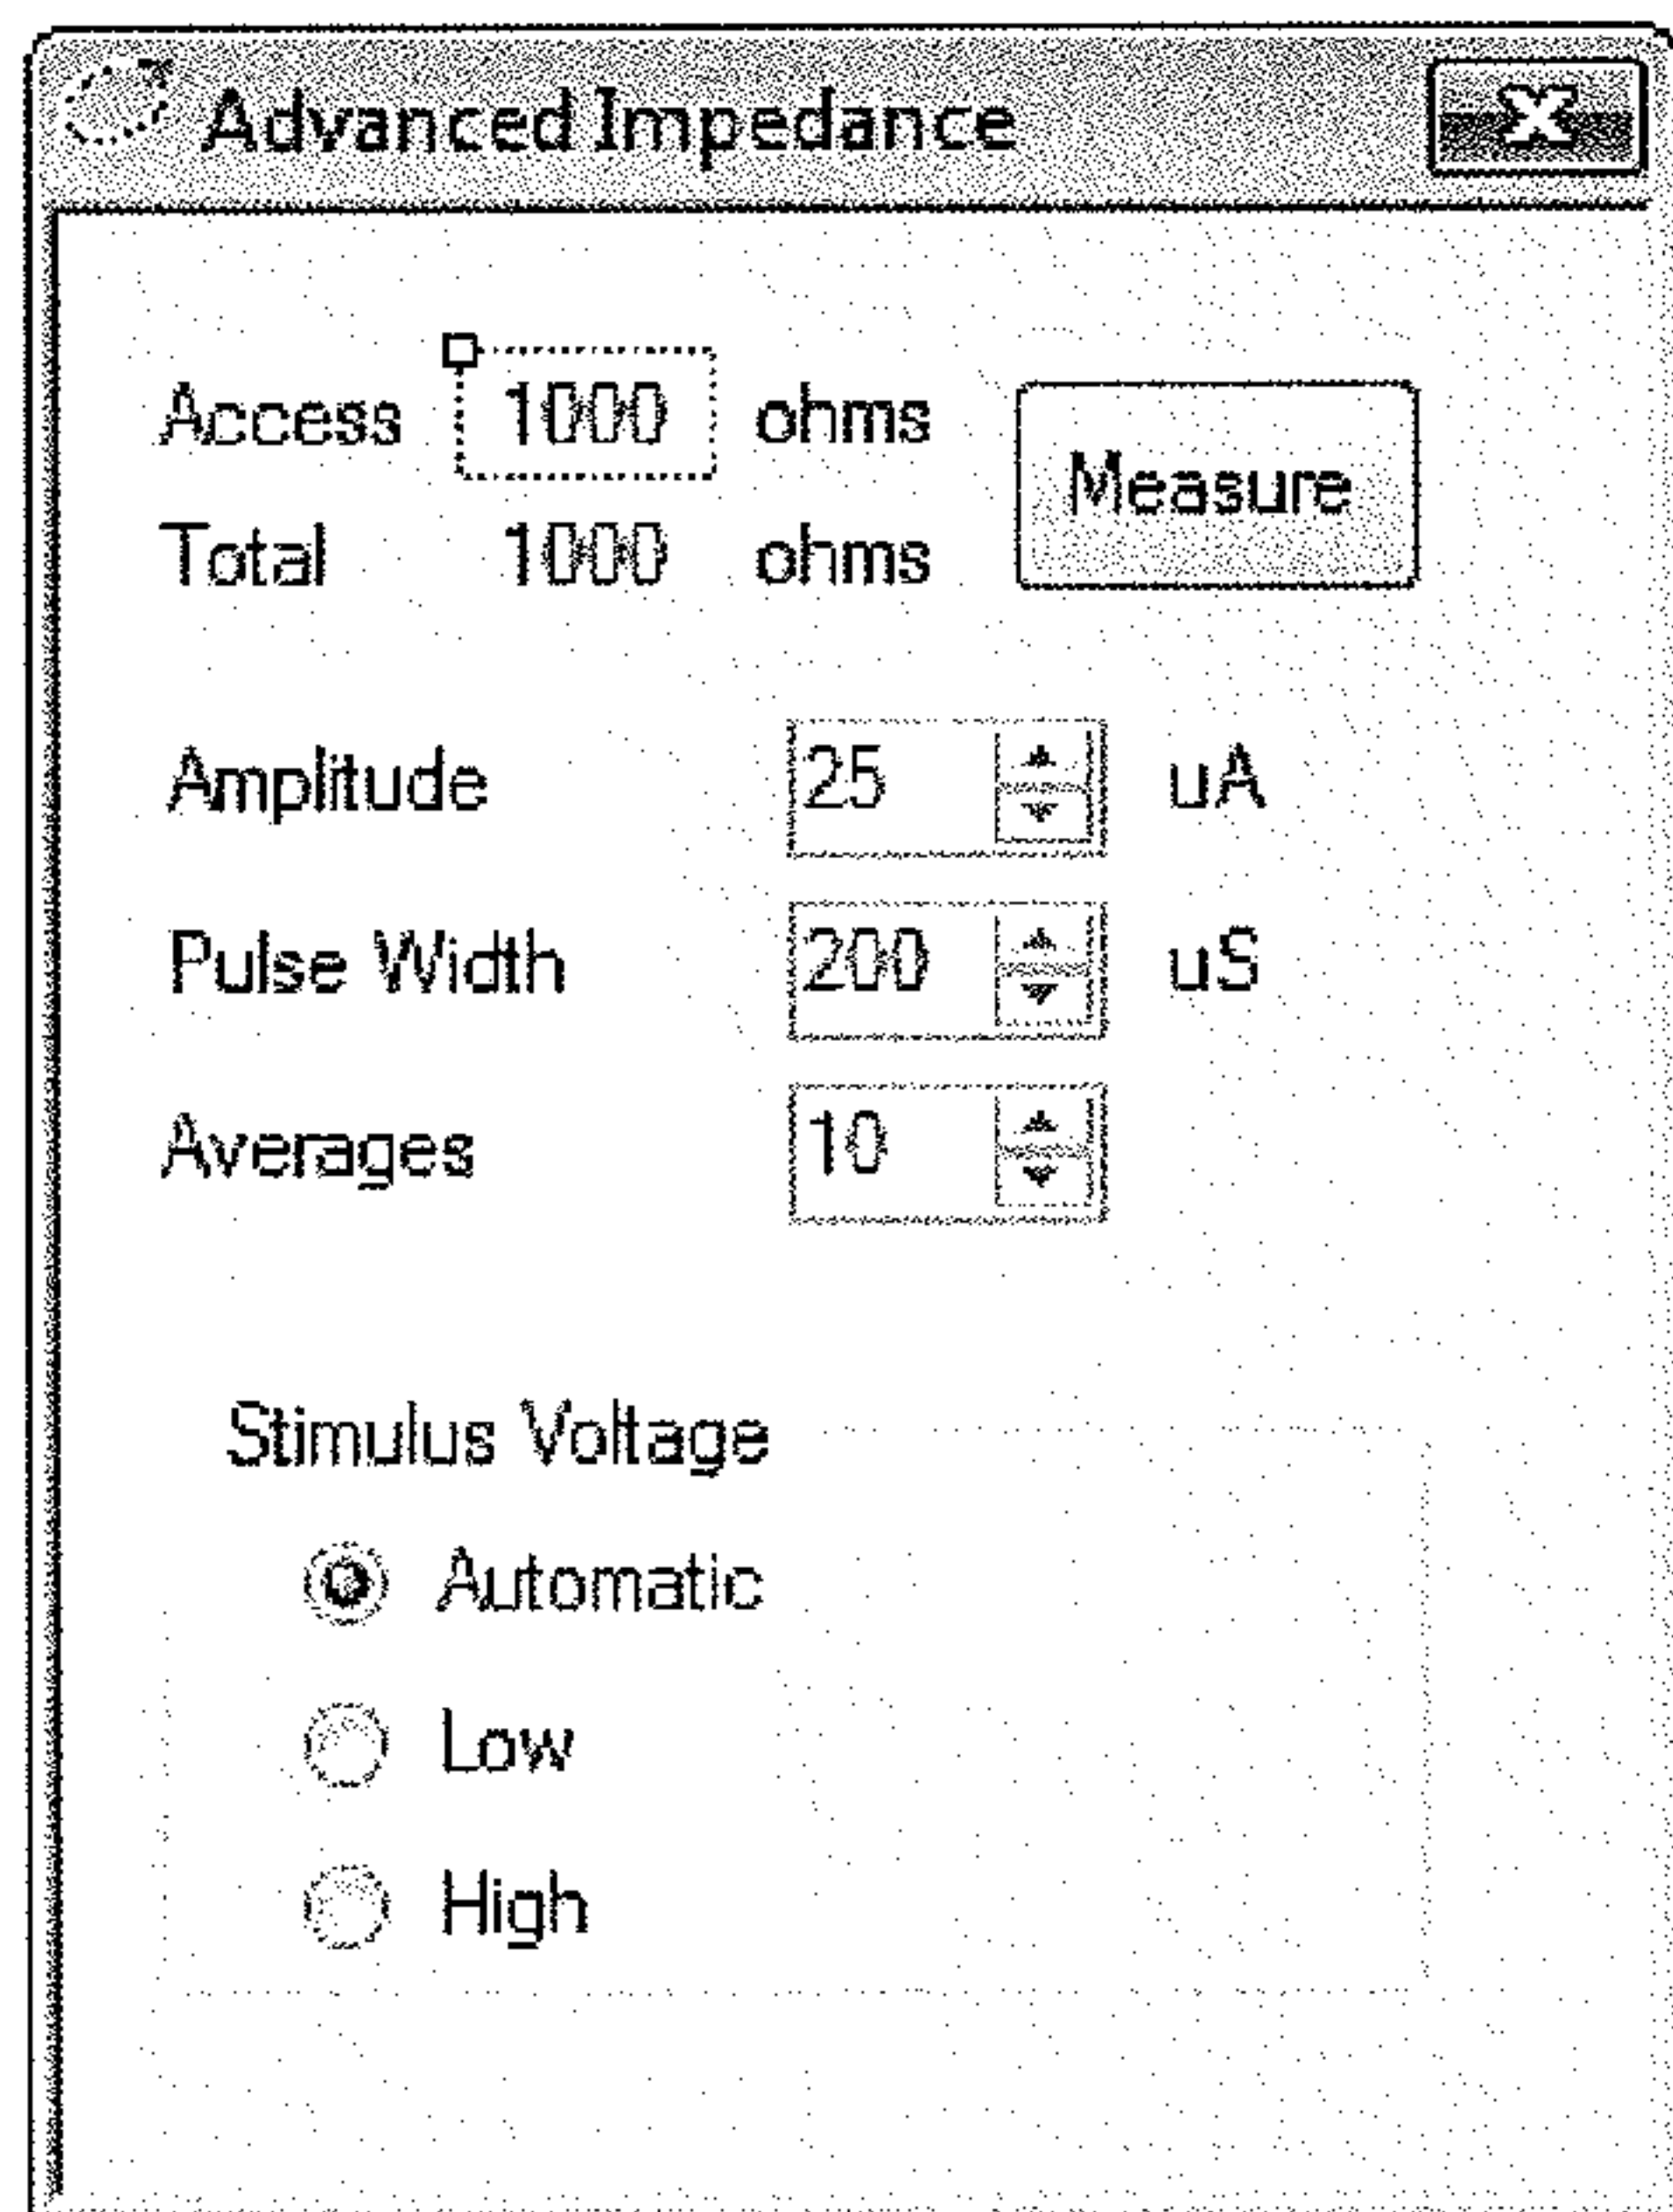 Advanced Impedance
Access 1000 ohms
Measure
Total 1000 ohms
Amplitude 25 uA
Pulse Width 200 uS
Averages 10
Stimulus Voltage
Automatic
Low
High